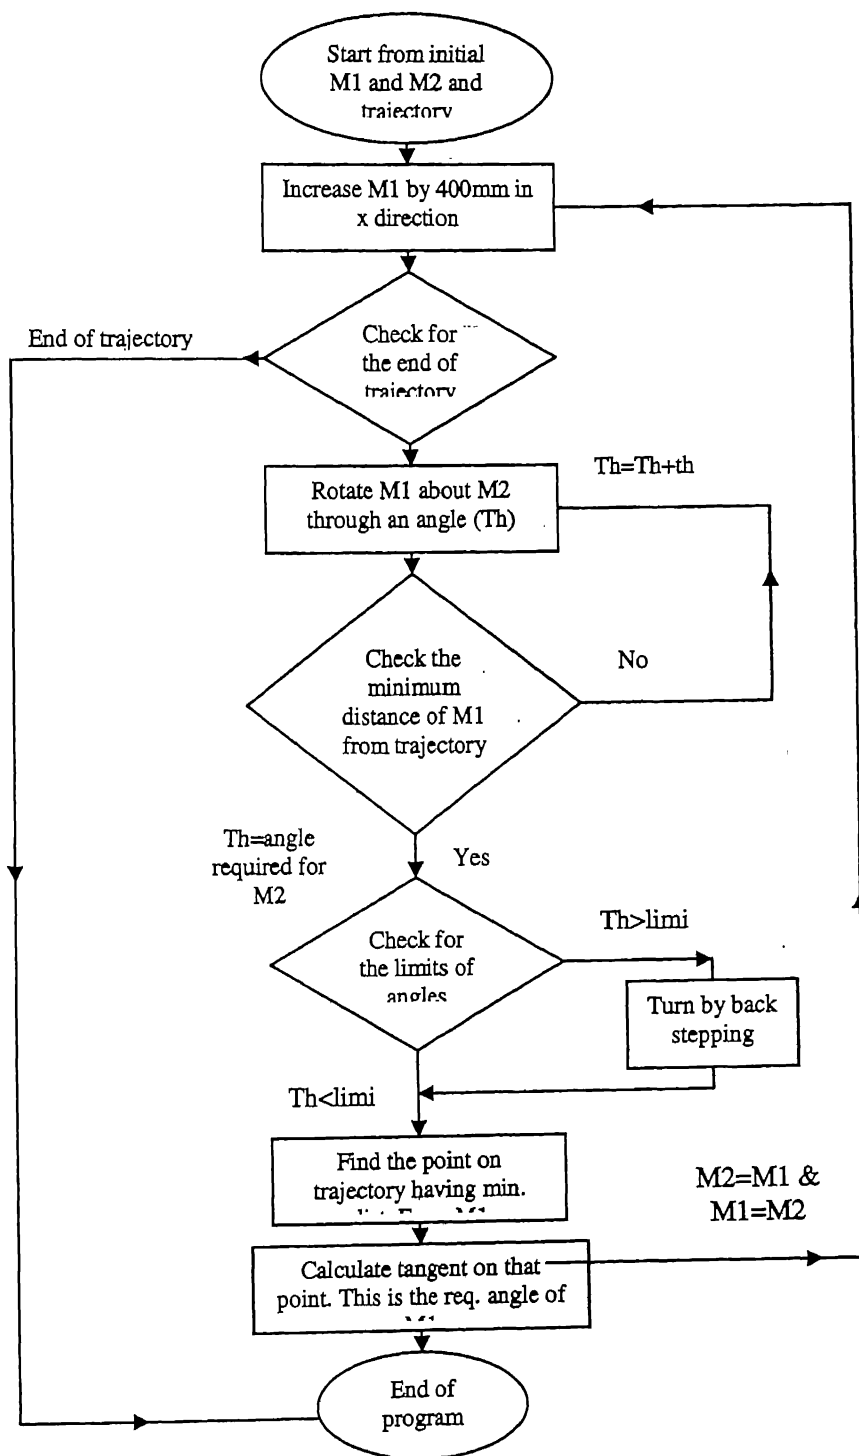 Start from initial
M1 and M2 and
trajectory
Increase M1 by 400mm in
x direction
End of trajectory
Check for
the end of
trajectory
Th=Th+th
Rotate M1 about M2
through an angle (Th)
Check the
minimum
distance of M1
from trajectory
No
Th=angle
required for
M2
Yes
Check for
the limits of
angles
Th>limi
Turn by back
stepping
Th<limi
Find the point on
trajectory having min.
M2=M1 &
M1=M2
Calculate tangent on that
point. This is the req. angle of
End of
program